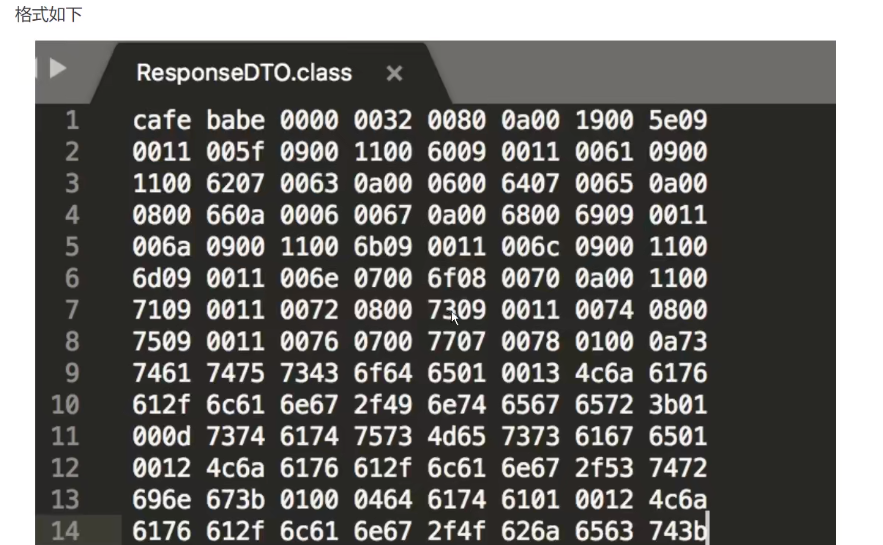 格式如下
ResponseDTO.class ×
1 cafe babe 0000 0032 0080 0a00 1900 5e09
2 0011 005f 0900 1100 6009 0011 0061 0900
3 1100 6207 0063 0a00 0600 6407 0065 0a00
4 0800 660a 0006 0067 0a00 6800 6909 0011
5 006a 0900 1100 6b09 0011 006c 0900 1100
6 6d09 0011 006e 0700 6f08 0070 0a00 1100
7 7109 0011 0072 0800 7309 0011 0074 0800
8 7509 0011 0076 0700 7707 0078 0100 0a73
9 7461 7475 7343 6f64 6501 0013 4c6a 6176
10 612f 6c61 6e67 2f49 6e74 6567 6572 3b01
11 000d 7374 6174 7573 4d65 7373 6167 6501
12 0012 4c6a 6176 612f 6c61 6e67 2f53 7472
13 696e 673b 0100 0464 6174 6101 0012 4c6a
14 6176 612f 6c61 6e67 2f4f 626a 6563 743b